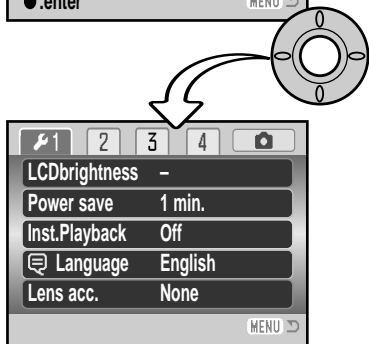 .enter MENU
1 2 3 4
LCDbrightness –
Power save 1 min.
Inst.Playback Off
Language English
Lens acc. None
MENU